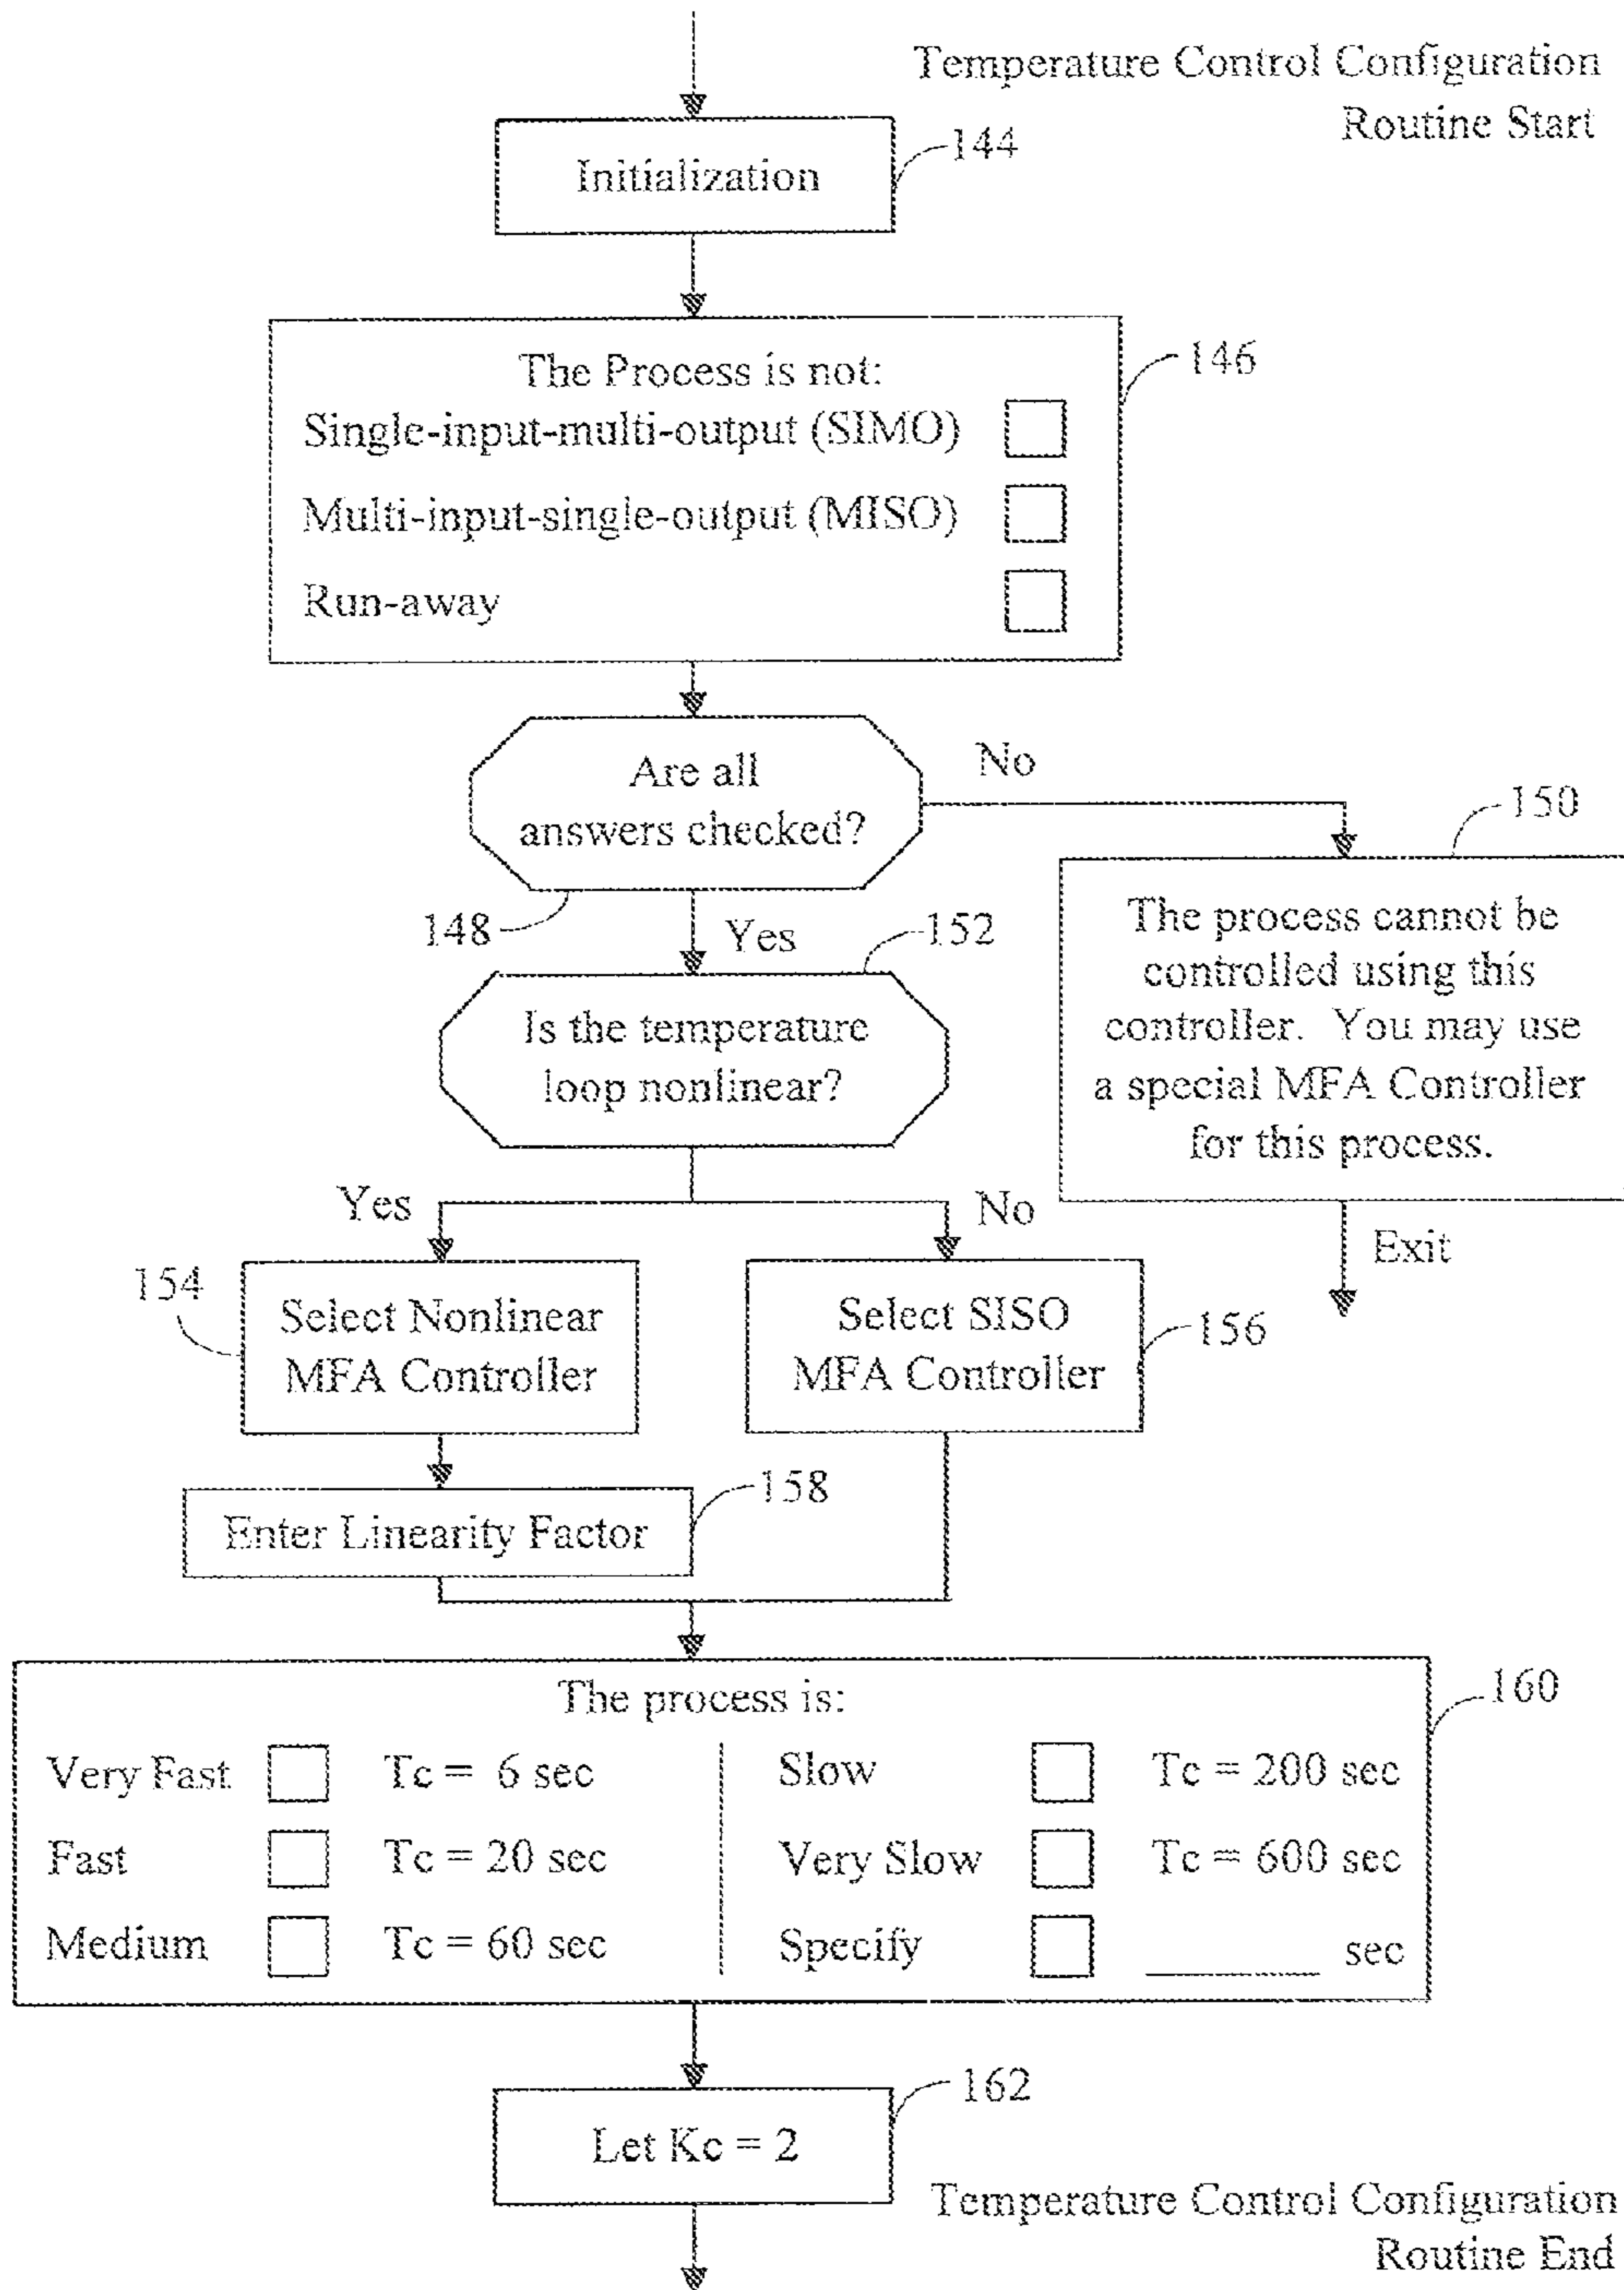 Temperature Control Configuration
Routine Start
Initialization
144
The Process is not:
146
Single-input-multi-output (SIMO)
Multi-input-single-output (MISO)
Run-away
Are all
answers checked?
No
148
Yes
150
The process cannot be
controlled using this
controller. You may use
a special MFA Controller
for this process.
Exit
152
Is the temperature
loop nonlinear?
Yes
No
154
Select Nonlinear
MFA Controller
Select SISO
MFA Controller
156
Enter Linearity Factor
158
The process is:
160
Very Fast Tc = 6 sec
Fast Tc = 20 sec
Medium Tc = 60 sec
Slow Tc = 200 sec
Very Slow Tc = 600 sec
Specify ________ sec
Let Kc = 2
162
Temperature Control Configuration
Routine End